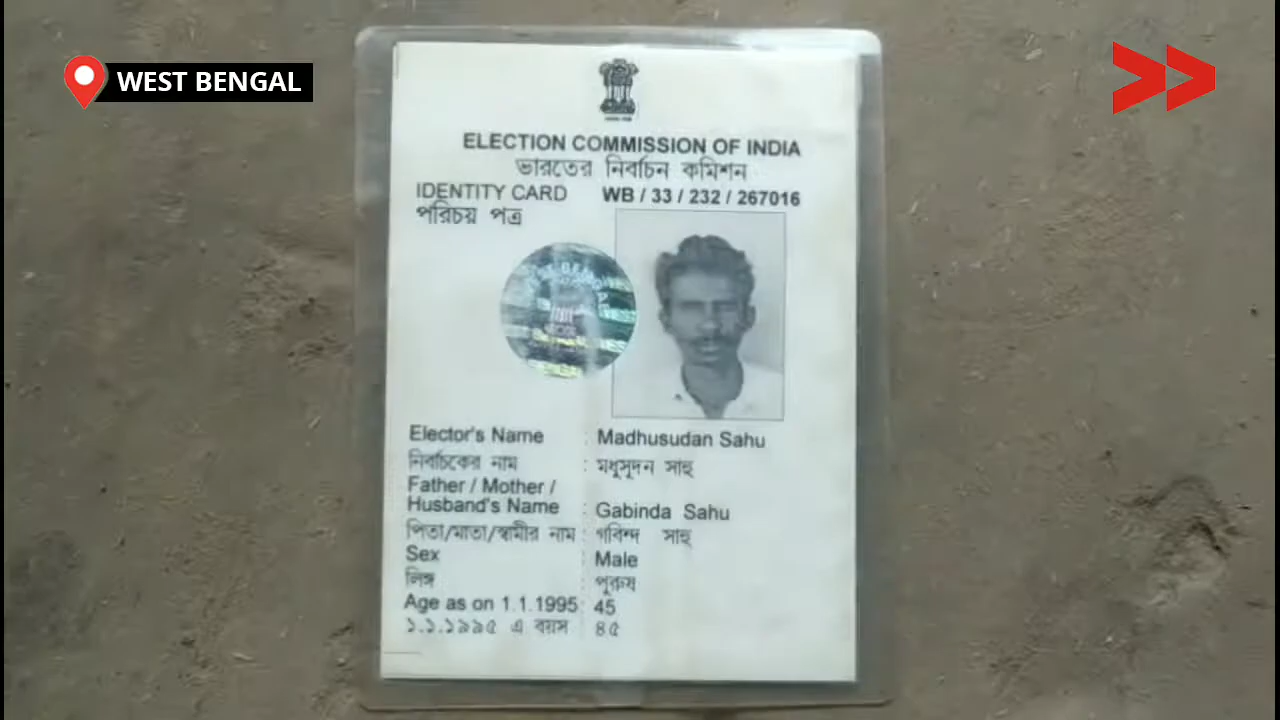 WEST BENGAL
ELECTION COMMISSION OF INDIA
ভারতের নির্বাচন কমিশন
IDENTITY CARD WB / 33 / 232 / 267016
পরিচয় পত্র
Elector's Name : Madhusudan Sahu
নির্বাচকের নাম : মধুসূদন সাহু
Father / Mother /
Husband's Name : Gabinda Sahu
পিতা/মাতা/স্বামীর নাম : গবিন্দ সাহু
Sex : Male
লিঙ্গ : পুরুষ
Age as on 1.1.1995 : 45
১.১.১৯৯৫ এ বয়স : ৪৫